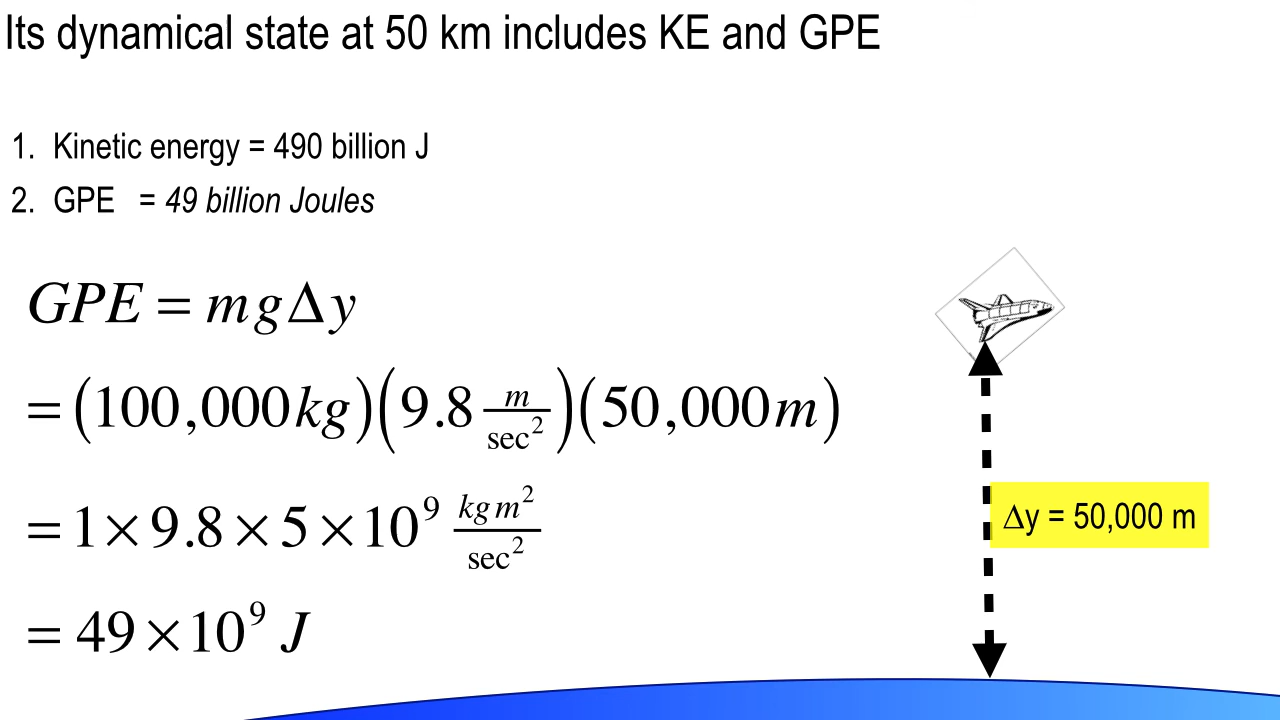 Its dynamical state at 50 km includes KE and GPE
1. Kinetic energy = 490 billion J
2. GPE = 49 billion Joules
GPE = mgΔy
= (100,000kg)(9.8 m/sec²)(50,000m)
= 1×9.8×5×10⁹ kgm²/sec²
= 49×10⁹ J
Δy = 50,000 m